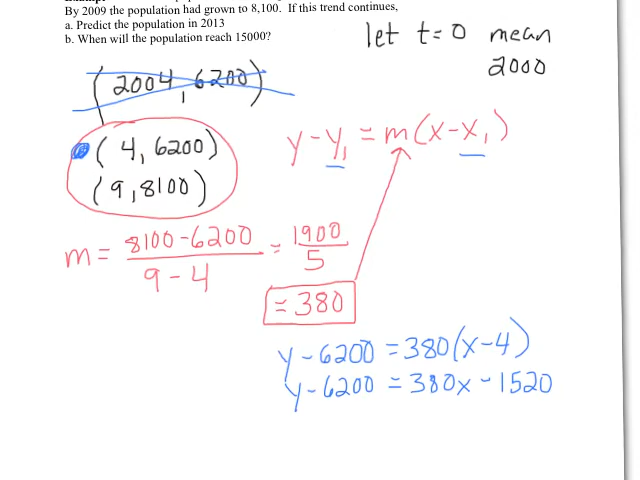 By 2009 the population had grown to 8,100. If this trend continues,
a. Predict the population in 2013
b. When will the population reach 15000?
let t=0 mean
2000
(2004, 6200)
(4, 6200)
(9, 8100)
y - y₁ = m(x - x₁)
m = 8100-6200 / 9-4 = 1900 / 5
= 380
y - 6200 = 380(x - 4)
y - 6200 = 380x - 1520